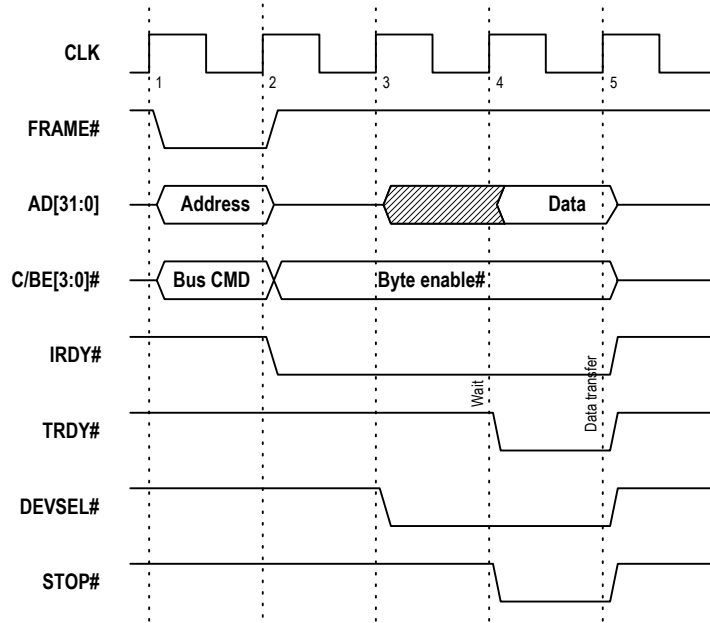 CLK
1 2 3 4 5
FRAME#
AD[31:0] Address Data
C/BE[3:0]# Bus CMD Byte enable#
IRDY#
Wait
Data transfer
TRDY#
DEVSEL#
STOP#